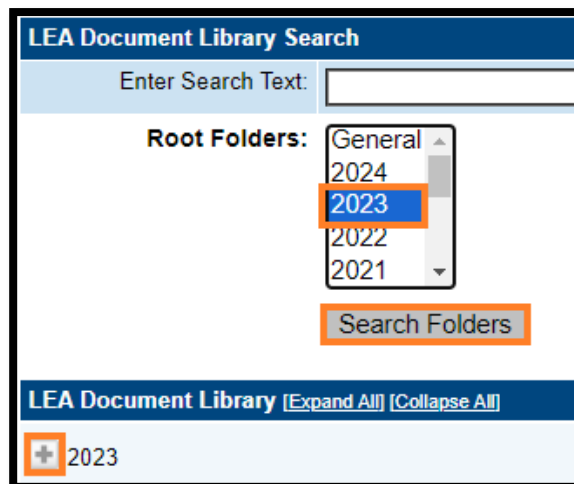 LEA Document Library Search
Enter Search Text:
Root Folders:
General
2024
2023
2022
2021
Search Folders
LEA Document Library [Expand All] [Collapse All]
2023